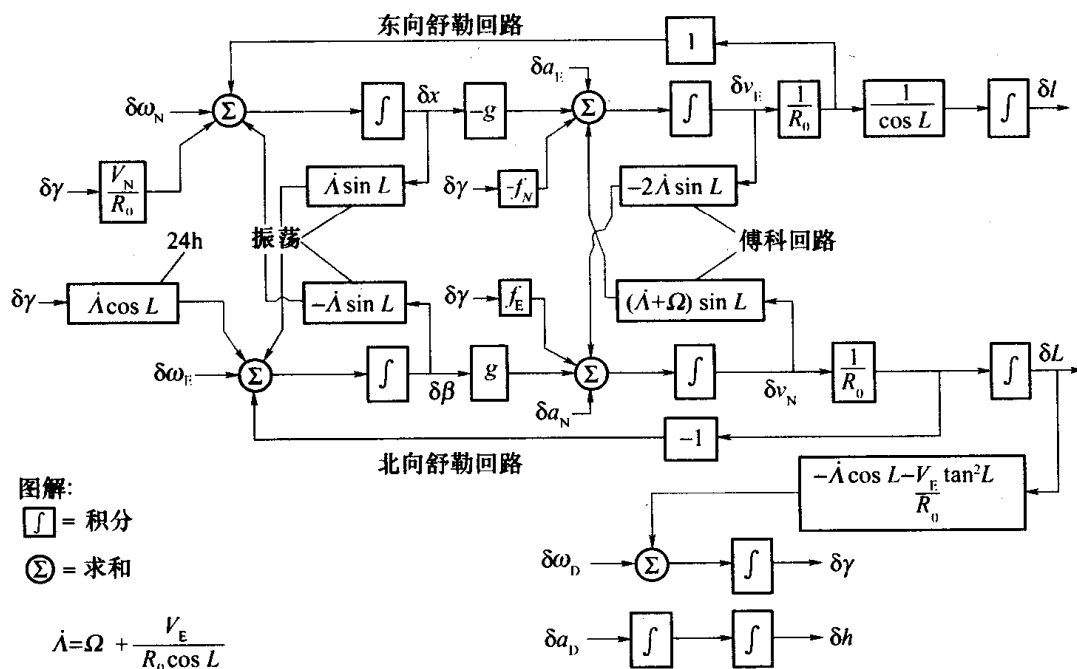 东向舒勒回路
1
δa_E
δω_N
Σ
∫
δx
-g
Σ
∫
δv_E
1/R_0
1/cos L
∫
δl
δγ
V_N/R_0
Λ̇ sin L
δγ
-f_N
-2Λ̇ sin L
24h
振荡
傅科回路
δγ
Λ̇ cos L
-Λ̇ sin L
δγ
f_E
(Λ̇+Ω) sin L
δω_E
Σ
∫
δβ
g
Σ
∫
δv_N
1/R_0
∫
δL
δa_N
-1
北向舒勒回路
-Λ̇ cos L-V_E tan²L
R_0
图解:
∫ = 积分
Σ = 求和
δω_D
Σ
∫
δγ
Λ̇=Ω + V_E/(R_0 cos L)
δa_D
∫
∫
δh